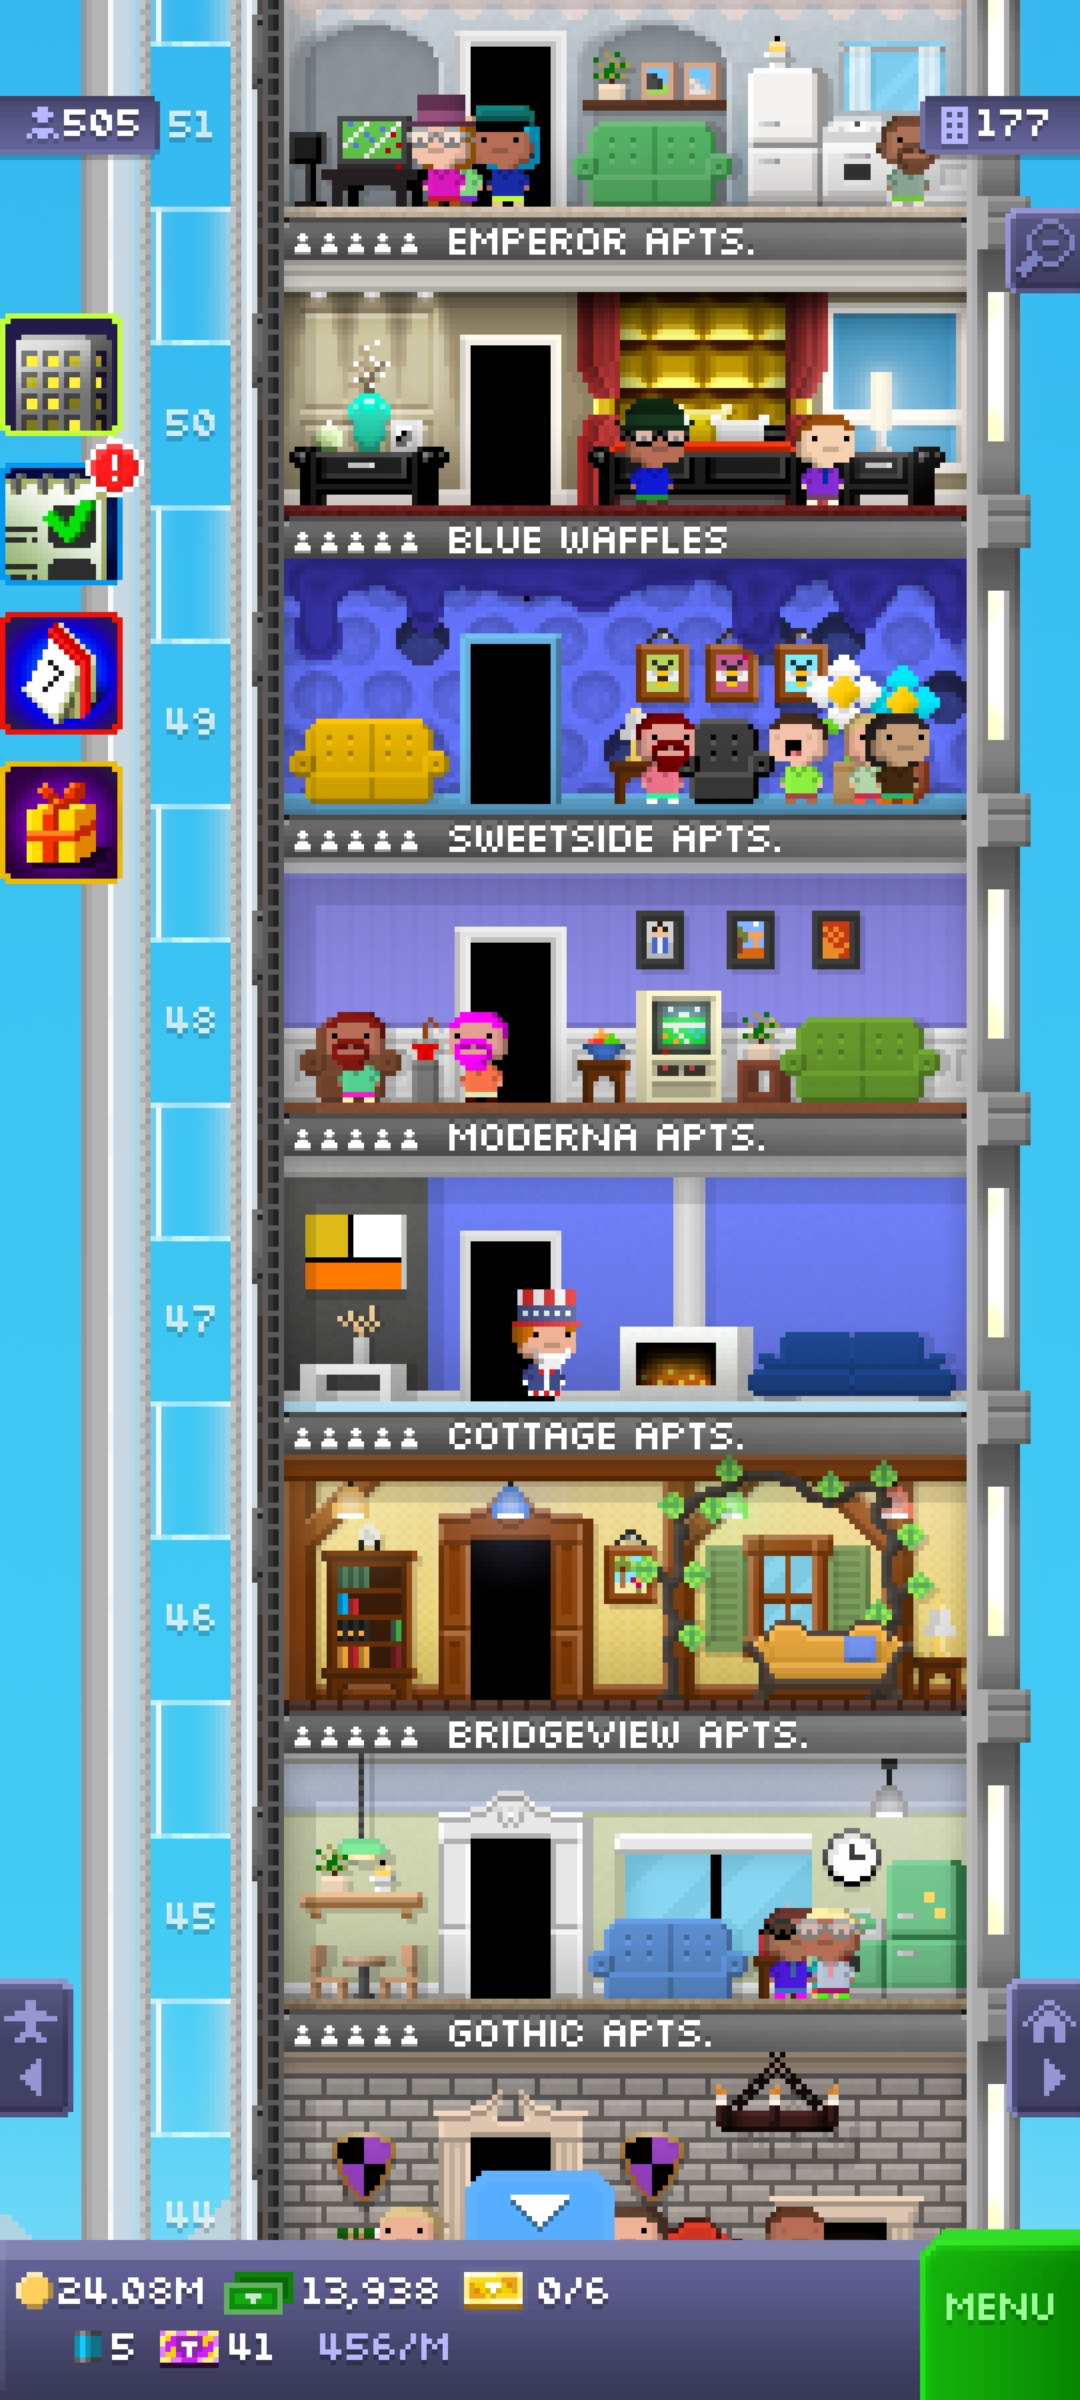 505
51
177
EMPEROR APTS.
50
BLUE WAFFLES
49
SWEETSIDE APTS.
48
MODERNA APTS.
47
COTTAGE APTS.
46
BRIDGEVIEW APTS.
45
GOTHIC APTS.
44
24.08M 13,938 0/6
MENU
5 41 456/M